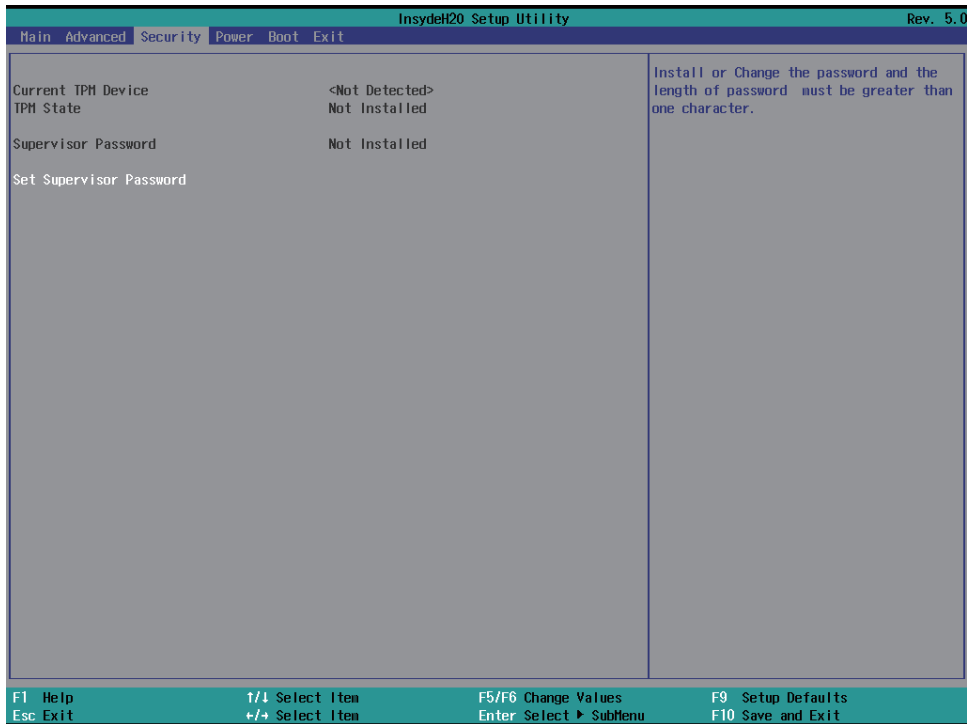 InsydeH2O Setup Utility Rev. 5.0
Main Advanced Security Power Boot Exit
Current TPM Device <Not Detected>
TPM State Not Installed
Supervisor Password Not Installed
Set Supervisor Password
Install or Change the password and the
length of password must be greater than
one character.
F1 Help ↑/↓ Select Item F5/F6 Change Values F9 Setup Defaults
Esc Exit ←/→ Select Item Enter Select ▶ SubMenu F10 Save and Exit